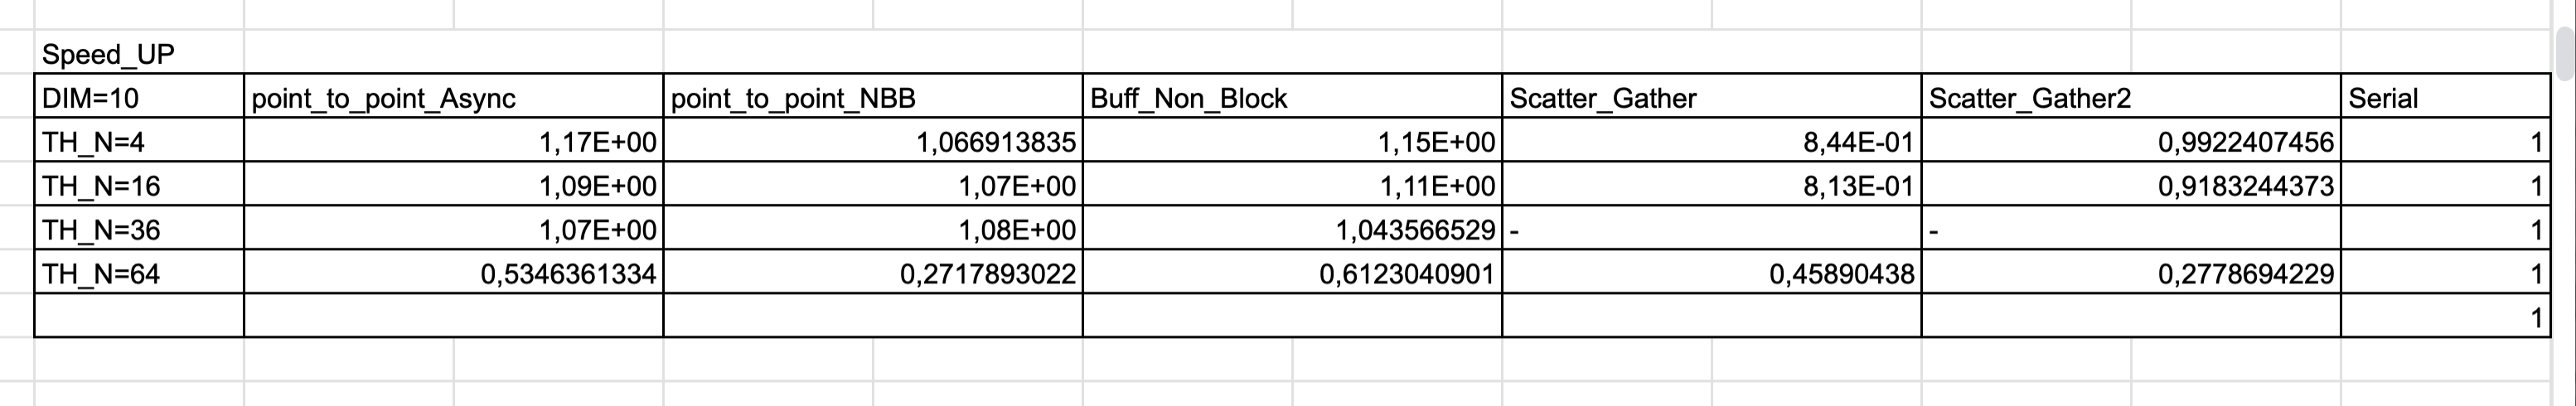 Speed_UP
DIM=10 point_to_point_Async point_to_point_NBB Buff_Non_Block Scatter_Gather Scatter_Gather2 Serial
TH_N=4 1,17E+00 1,066913835 1,15E+00 8,44E-01 0,9922407456 1
TH_N=16 1,09E+00 1,07E+00 1,11E+00 8,13E-01 0,9183244373 1
TH_N=36 1,07E+00 1,08E+00 1,043566529 - - 1
TH_N=64 0,5346361334 0,2717893022 0,6123040901 0,45890438 0,2778694229 1
1